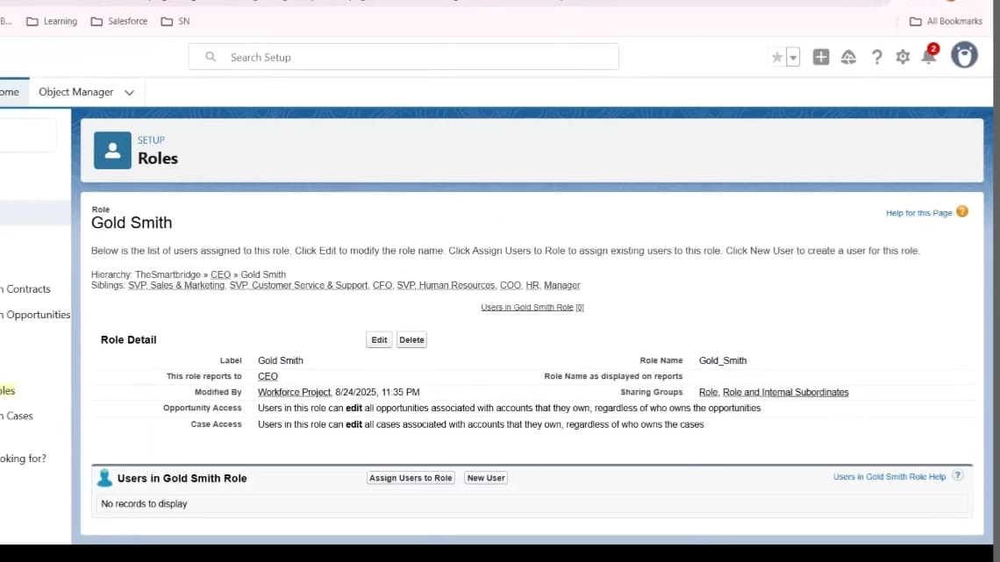 B... Learning Salesforce SN All Bookmarks
Search Setup 2
ome Object Manager
SETUP
Roles
Role
Gold Smith
Help for this Page ?
Below is the list of users assigned to this role. Click Edit to modify the role name. Click Assign Users to Role to assign existing users to this role. Click New User to create a user for this role.
Hierarchy: TheSmartbridge » CEO » Gold Smith
Siblings: SVP, Sales & Marketing, SVP, Customer Service & Support, CFO, SVP, Human Resources, COO, HR, Manager
Users in Gold Smith Role [0]
Role Detail Edit Delete
Label Gold Smith Role Name Gold_Smith
This role reports to CEO Role Name as displayed on reports
Modified By Workforce Project, 8/24/2025, 11:35 PM Sharing Groups Role, Role and Internal Subordinates
Opportunity Access Users in this role can edit all opportunities associated with accounts that they own, regardless of who owns the opportunities
Case Access Users in this role can edit all cases associated with accounts that they own, regardless of who owns the cases
Users in Gold Smith Role Assign Users to Role New User Users in Gold Smith Role Help ?
No records to display
n Contracts
n Opportunities
oles
n Cases
oking for?